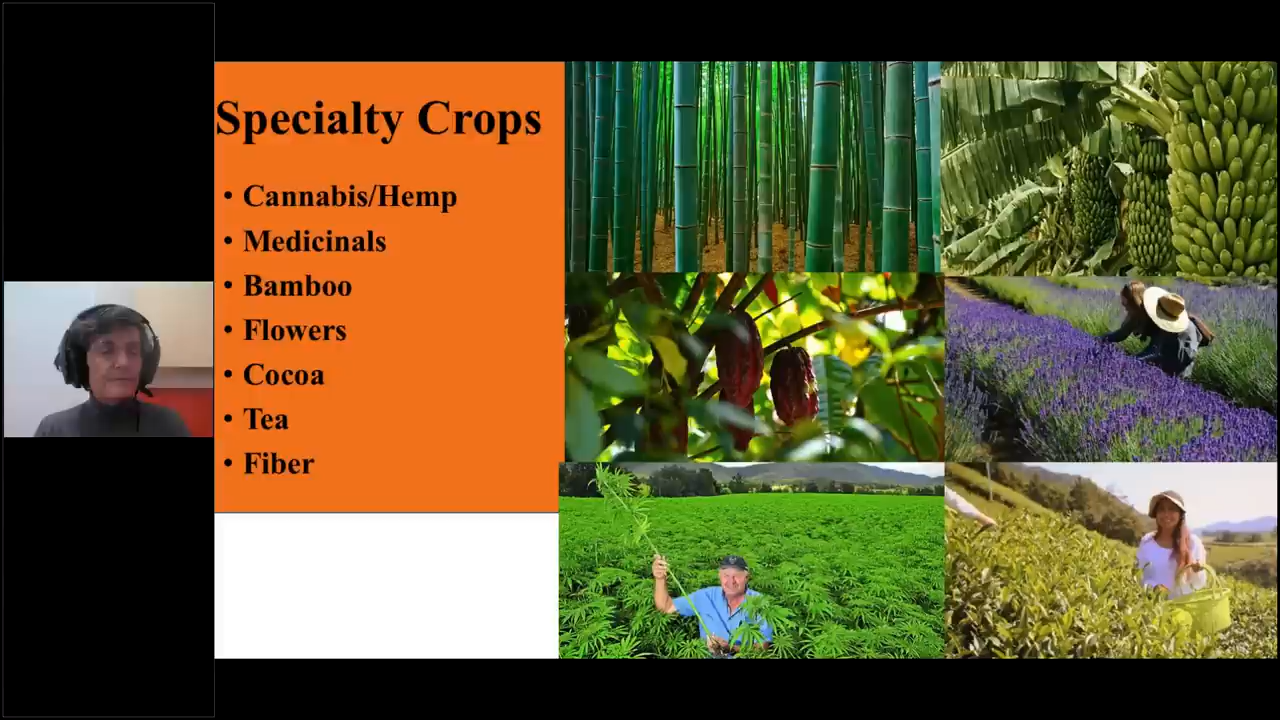 Specialty Crops
• Cannabis/Hemp
• Medicinals
• Bamboo
• Flowers
• Cocoa
• Tea
• Fiber